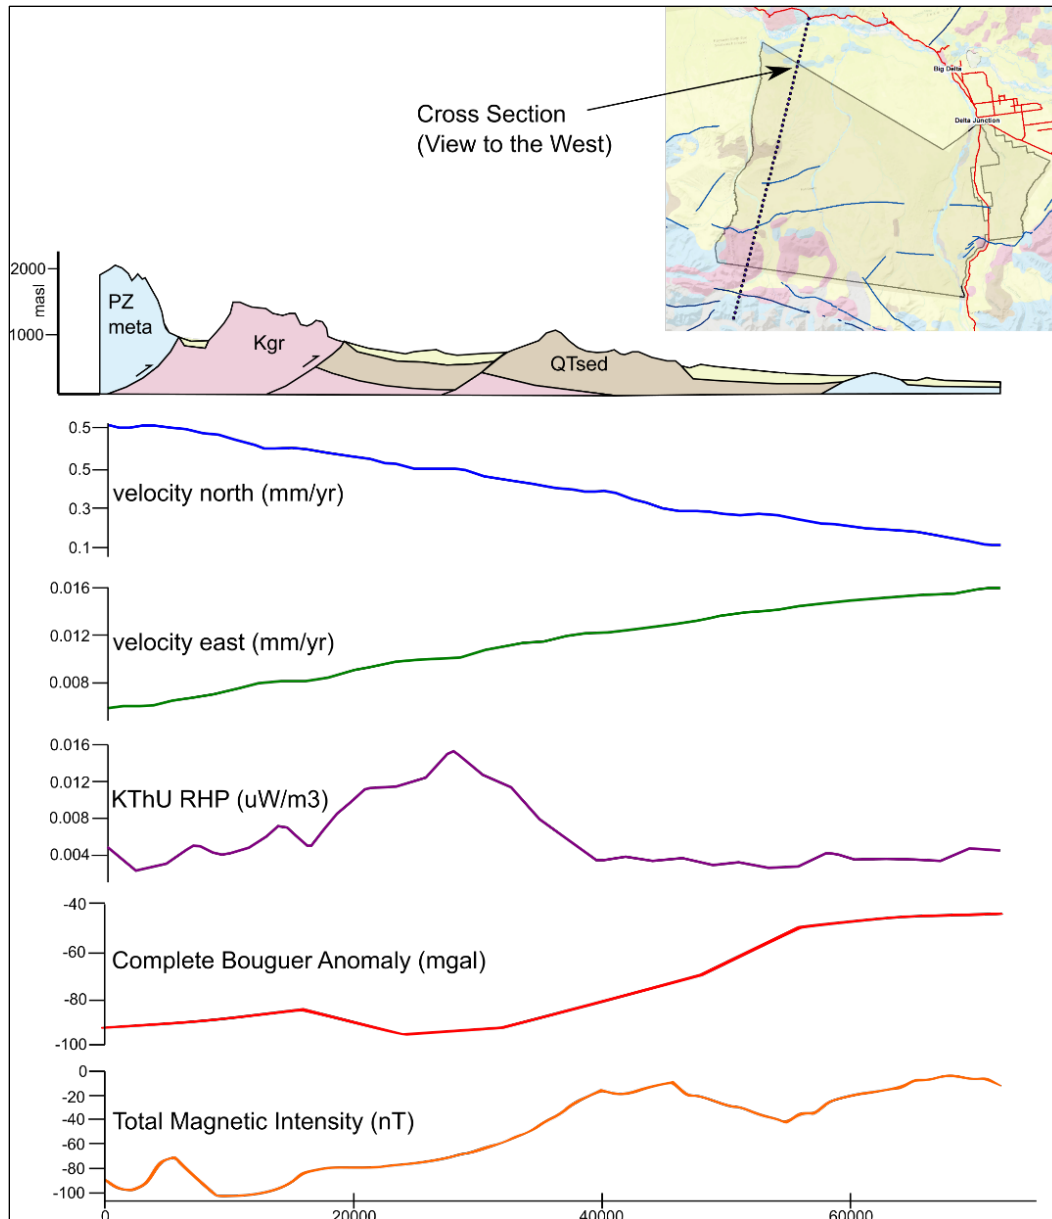 Big Delta
Delta Junction
Cross Section
(View to the West)
2000
1000
masl
PZ
meta
Kgr
QTsed
0.5
0.5
0.3
0.1
velocity north (mm/yr)
0.016
0.012
0.008
velocity east (mm/yr)
0.016
0.012
0.008
0.004
KThU RHP (uW/m3)
-40
-60
-80
-100
Complete Bouguer Anomaly (mgal)
0
-20
-40
-60
-80
-100
Total Magnetic Intensity (nT)
0
20000
40000
60000